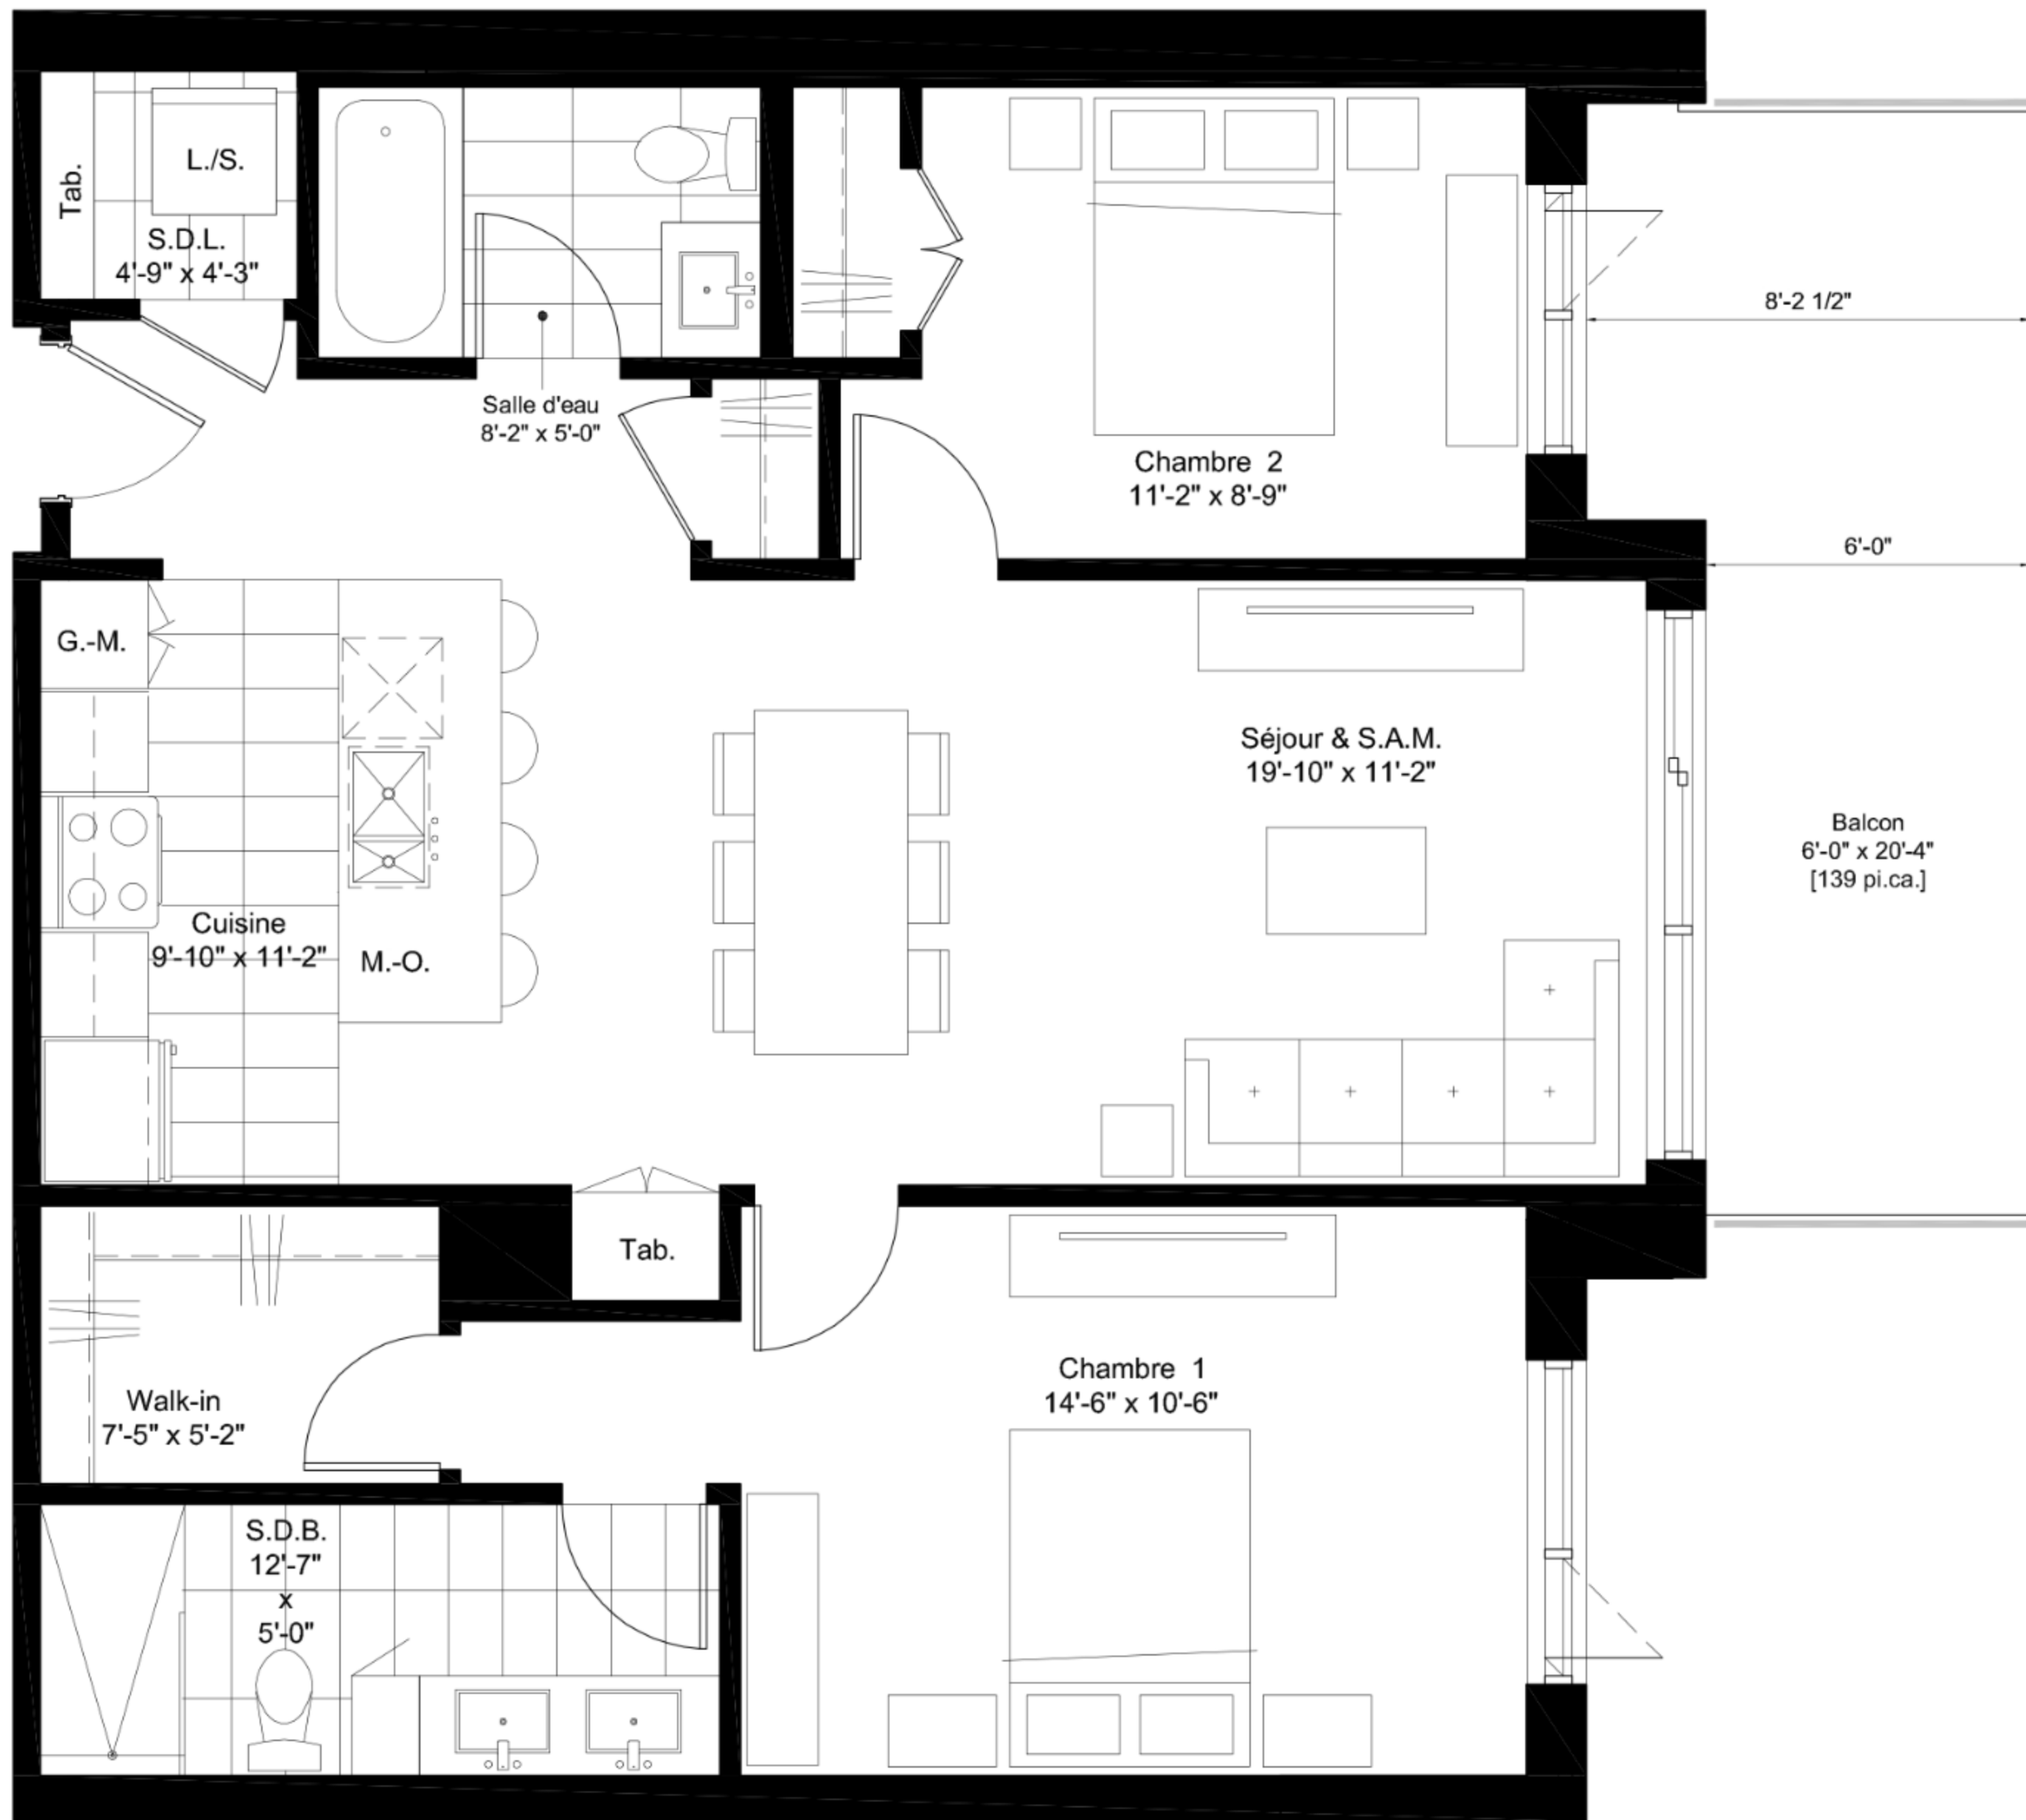 Tab.
L./S.
S.D.L.
4'-9" x 4'-3"
8'-2 1/2"
Salle d'eau
8'-2" x 5'-0"
Chambre 2
11'-2" x 8'-9"
6'-0"
G.-M.
Séjour & S.A.M.
19'-10" x 11'-2"
Balcon
6'-0" x 20'-4"
[139 pi.ca.]
Cuisine
9'-10" x 11'-2"
M.-O.
Tab.
Walk-in
7'-5" x 5'-2"
Chambre 1
14'-6" x 10'-6"
S.D.B.
12'-7"
x
5'-0"